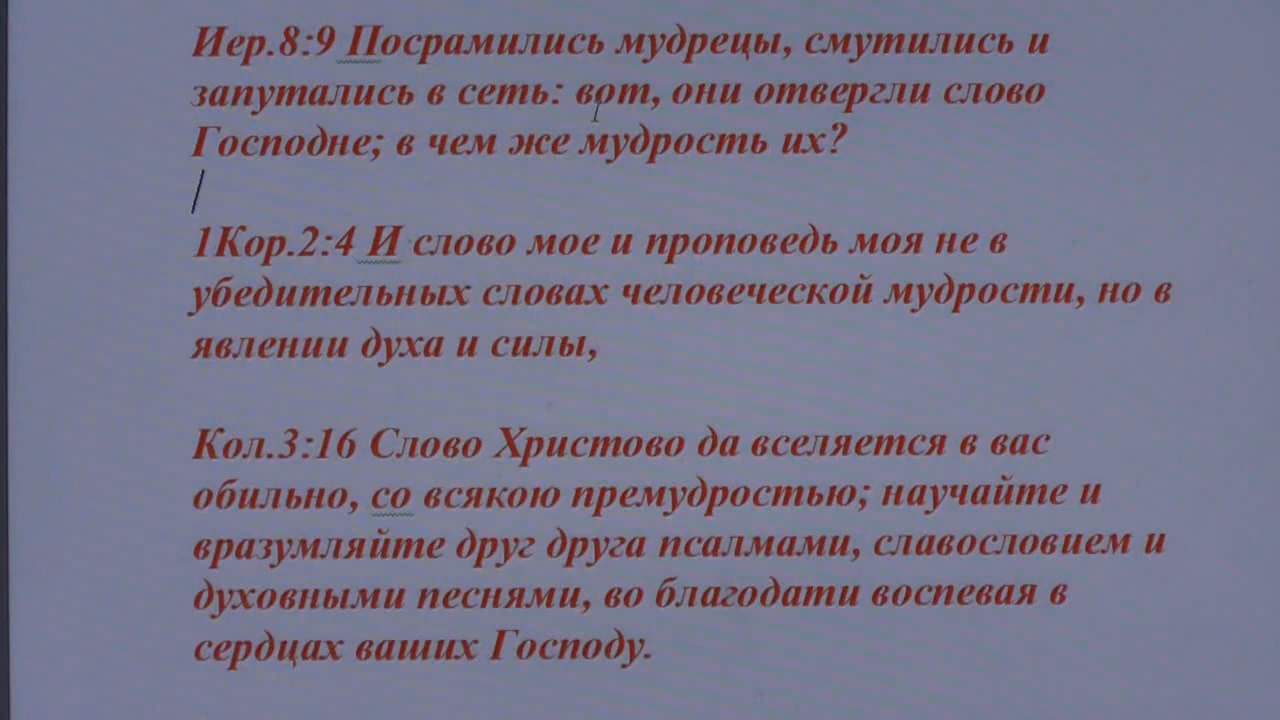 Иер.8:9 Посрамились мудрецы, смутились и
запутались в сеть: вот, они отвергли слово
Господне; в чем же мудрость их?
1Кор.2:4 И слово мое и проповедь моя не в
убедительных словах человеческой мудрости, но в
явлении духа и силы,
Кол.3:16 Слово Христово да вселяется в вас
обильно, со всякою премудростью; научайте и
вразумляйте друг друга псалмами, славословием и
духовными песнями, во благодати воспевая в
сердцах ваших Господу.